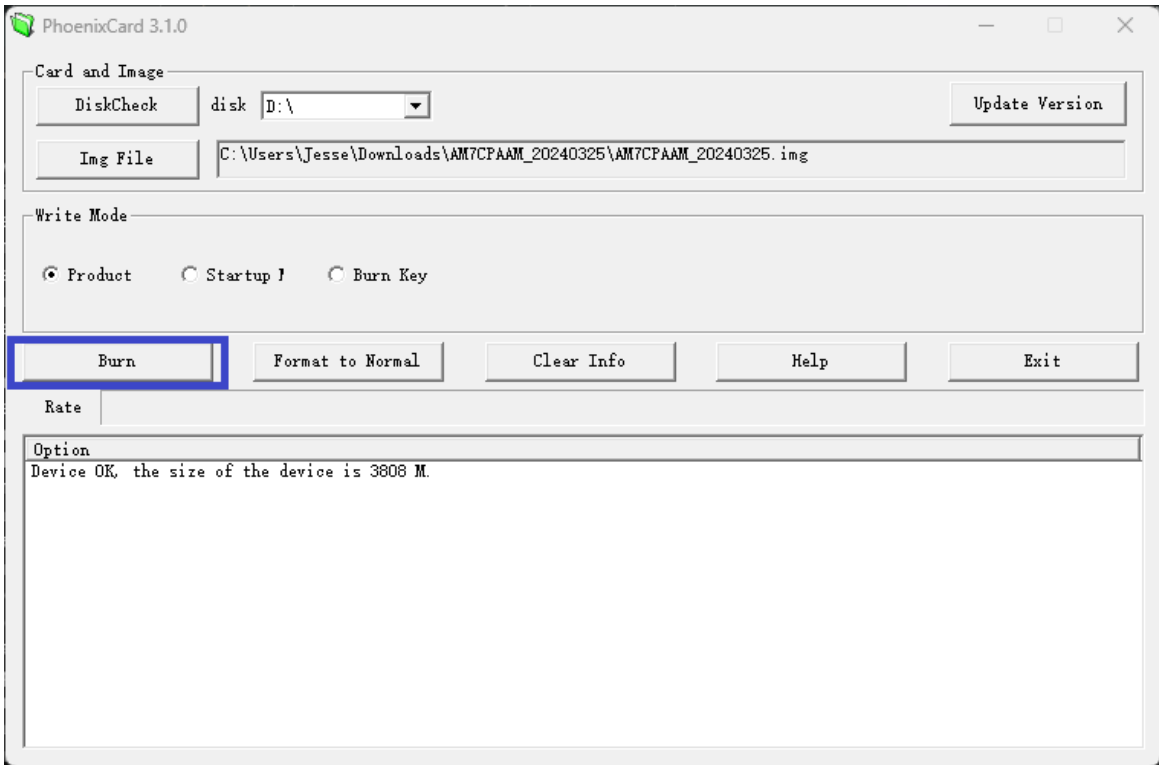 PhoenixCard 3.1.0
Card and Image
DiskCheck disk D:\ Update Version
Img File C:\Users\Jesse\Downloads\AM7CPAAM_20240325\AM7CPAAM_20240325.img
Write Mode
Product Startup Burn Key
Burn Format to Normal Clear Info Help Exit
Rate
Option
Device OK, the size of the device is 3808 M.